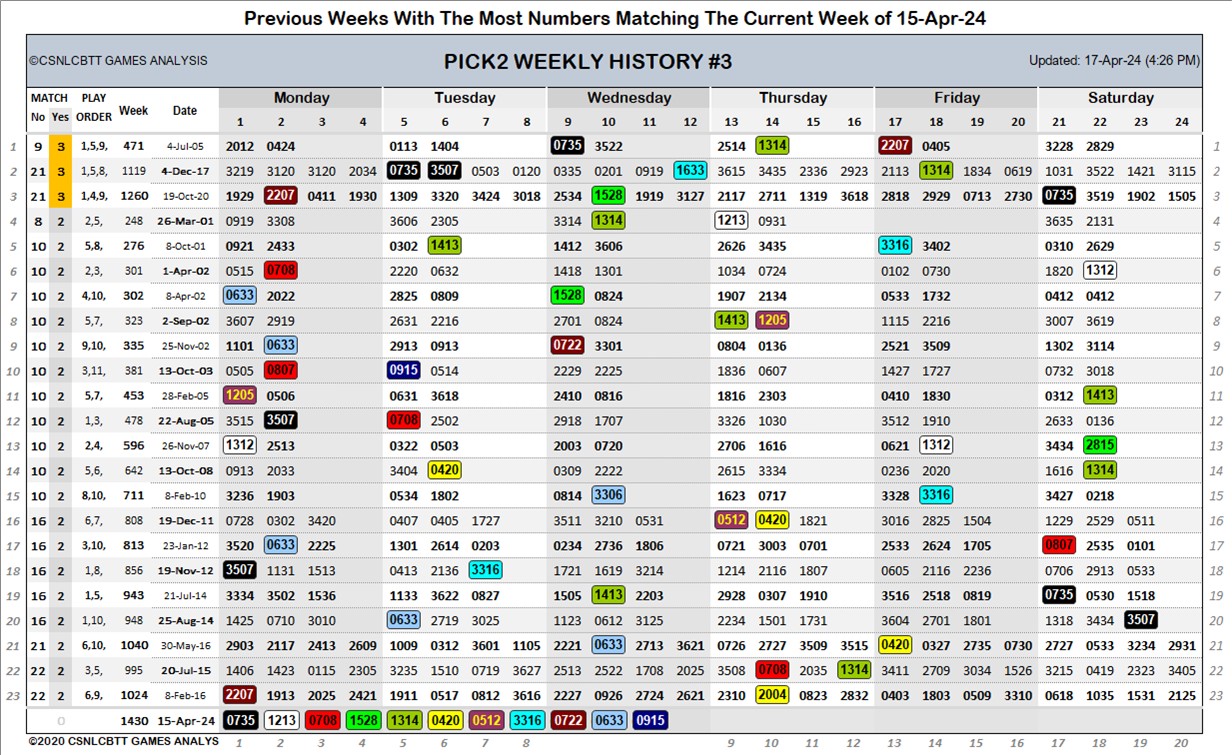 Previous Weeks With The Most Numbers Matching The Current Week of 15-Apr-24
©CSNLCBTT GAMES ANALYSIS PICK2 WEEKLY HISTORY #3 Updated: 17-Apr-24 (4:26 PM)
MATCH PLAY Week Date Monday Tuesday Wednesday Thursday Friday Saturday
No Yes ORDER 1 2 3 4 5 6 7 8 9 10 11 12 13 14 15 16 17 18 19 20 21 22 23 24
1 9 3 1,5,9, 471 4-Jul-05 2012 0424 0113 1404 0735 3522 2514 1314 2207 0405 3228 2829 1
2 21 3 1,5,8, 1119 4-Dec-17 3219 3120 3120 2034 0735 3507 0503 0120 0335 0201 0919 1633 3615 3435 2336 2923 2113 1314 1834 0619 1031 3522 1421 3115 2
3 21 3 1,4,9, 1260 19-Oct-20 1929 2207 0411 1930 1309 3320 3424 3018 2534 1528 1919 3127 2117 2711 1319 3618 2818 2929 0713 2730 0735 3519 1902 1505 3
4 8 2 2,5, 248 26-Mar-01 0919 3308 3606 2305 3314 1314 1213 0931 3635 2131 4
5 10 2 5,8, 276 8-Oct-01 0921 2433 0302 1413 1412 3606 2626 3435 3316 3402 0310 2629 5
6 10 2 2,3, 301 1-Apr-02 0515 0708 2220 0632 1418 1301 1034 0724 0102 0730 1820 1312 6
7 10 2 4,10, 302 8-Apr-02 0633 2022 2825 0809 1528 0824 1907 2134 0533 1732 0412 0412 7
8 10 2 5,7, 323 2-Sep-02 3607 2919 2631 2216 2701 0824 1413 1205 1115 2216 3007 3619 8
9 10 2 9,10, 335 25-Nov-02 1101 0633 2913 0913 0722 3301 0804 0136 2521 3509 1302 3114 9
10 10 2 3,11, 381 13-Oct-03 0505 0807 0915 0514 2229 2225 1836 0607 1427 1727 0732 3018 10
11 10 2 5,7, 453 28-Feb-05 1205 0506 0631 3618 2410 0816 1816 2303 0410 1830 0312 1413 11
12 10 2 1,3, 478 22-Aug-05 3515 3507 0708 2502 2918 1707 3326 1030 3512 1910 2633 0136 12
13 10 2 2,4, 596 26-Nov-07 1312 2513 0322 0503 2003 0720 2706 1616 0621 1312 3434 2815 13
14 10 2 5,6, 642 13-Oct-08 0913 2033 3404 0420 0309 2222 2615 3334 0236 2020 1616 1314 14
15 10 2 8,10, 711 8-Feb-10 3236 1903 0534 1802 0814 3306 1623 0717 3328 3316 3427 0218 15
16 16 2 6,7, 808 19-Dec-11 0728 0302 3420 0407 0405 1727 3511 3210 0531 0512 0420 1821 3016 2825 1504 1229 2529 0511 16
17 16 2 3,10, 813 23-Jan-12 3520 0633 2225 1301 2614 0203 0234 2736 1806 0721 3003 0701 2533 2624 1705 0807 2535 0101 17
18 16 2 1,8, 856 19-Nov-12 3507 1131 1513 0413 2136 3316 1721 1619 3214 1214 2116 1807 0605 2116 2236 0706 2913 0533 18
19 16 2 1,5, 943 21-Jul-14 3334 3502 1536 1133 3622 0827 1505 1413 2203 2928 0307 1910 3516 2518 0819 0735 0530 1518 19
20 16 2 1,10, 948 25-Aug-14 1425 0710 3010 0633 2719 3025 1123 0612 3125 2234 1501 1731 3604 2701 1801 1318 3434 3507 20
21 21 2 6,10, 1040 30-May-16 2903 2117 2413 2609 1009 0312 3601 1105 2221 0633 2713 3621 0726 2727 3509 3515 0420 0327 2735 0730 2727 0533 3234 2931 21
22 22 2 3,5, 995 20-Jul-15 1406 1423 0115 2305 3235 1510 0719 3627 2513 3522 1708 2025 3508 0708 2035 1314 3411 2709 3034 1526 3215 0419 2323 3405 22
23 22 2 6,9, 1024 8-Feb-16 2207 1913 2025 2421 1911 0517 0812 3616 2227 0926 2724 2621 2310 2004 0823 2832 0403 1803 0509 3310 0618 1035 1531 2125 23
0 1430 15-Apr-24 0735 1213 0708 1528 1314 0420 0512 3316 0722 0633 0915
©2020 CSNLCBTT GAMES ANALYS 1 2 3 4 5 6 7 8 9 10 11 12 13 14 15 16 17 18 19 20